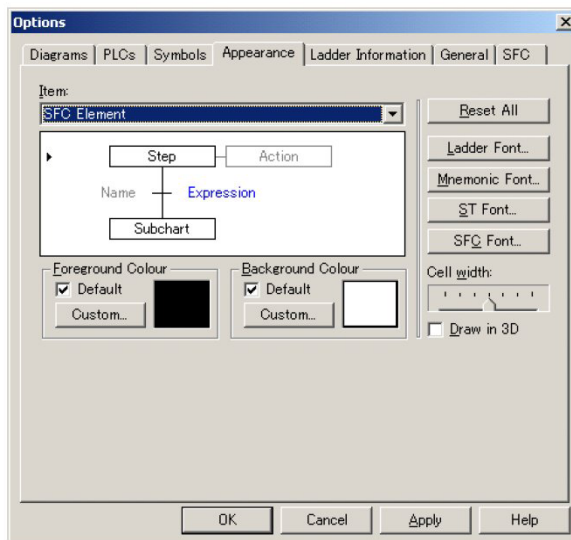 Options
Diagrams PLCs Symbols Appearance Ladder Information General SFC
Item:
SFC Element
Reset All
Step Action
Name Expression
Subchart
Ladder Font...
Mnemonic Font...
ST Font...
SFC Font...
Foreground Colour
Default
Custom...
Background Colour
Default
Custom...
Cell width:
Draw in 3D
OK Cancel Apply Help